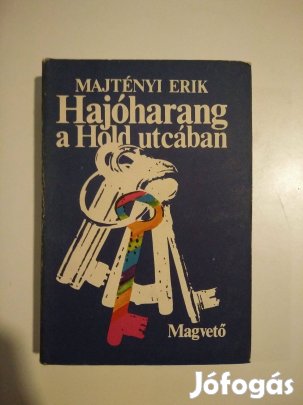 MAJTÉNYI ERIK
Hajóharang
a Hold utcában
Magvető
Jófogás